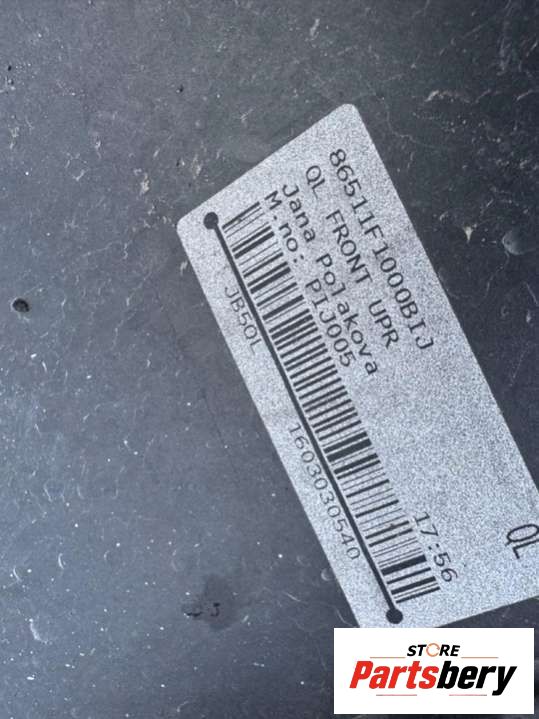 86511F1000BIJ
QL FRONT UPR
Jana Polakova
M.no: PIJ005
17:56
JB5QL
1603030540
QL
STORE
Partsbery